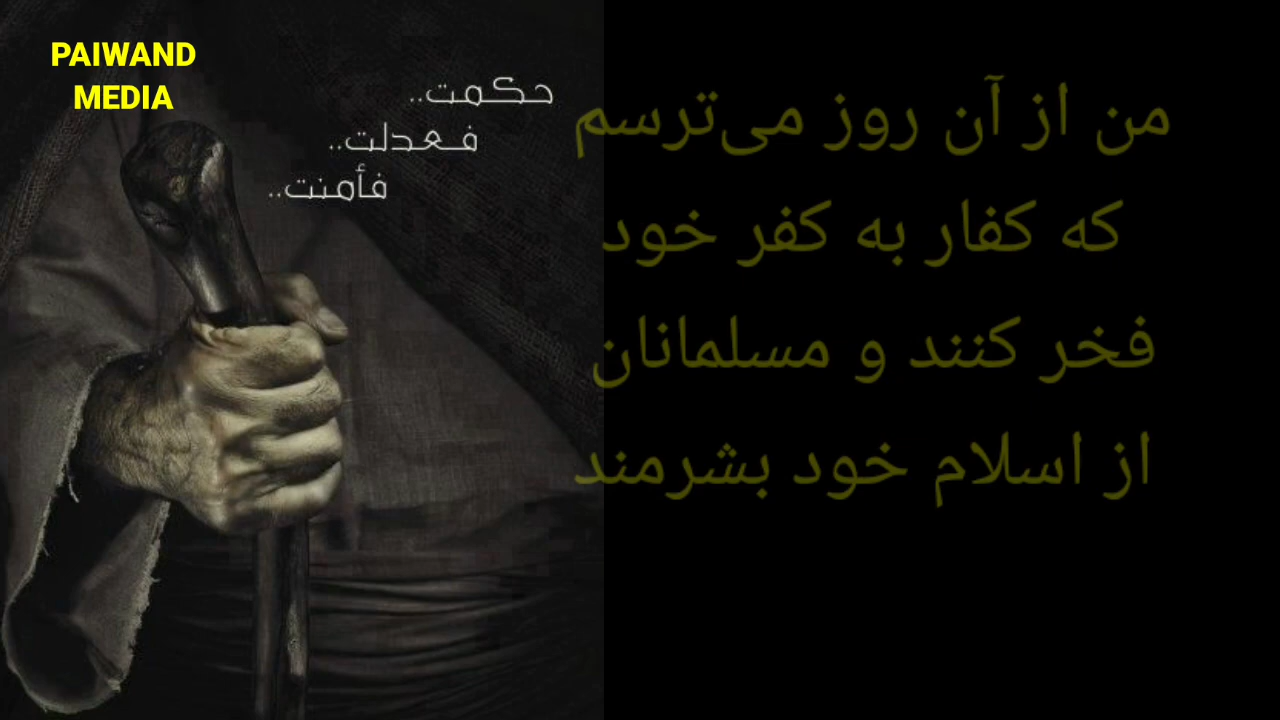 PAIWAND
MEDIA
حكمت..
فعدلت..
فأمنت..
من از آن روز می‌ترسم
که کفار به کفر خود
فخر کنند و مسلمانان
از اسلام خود بشرمند